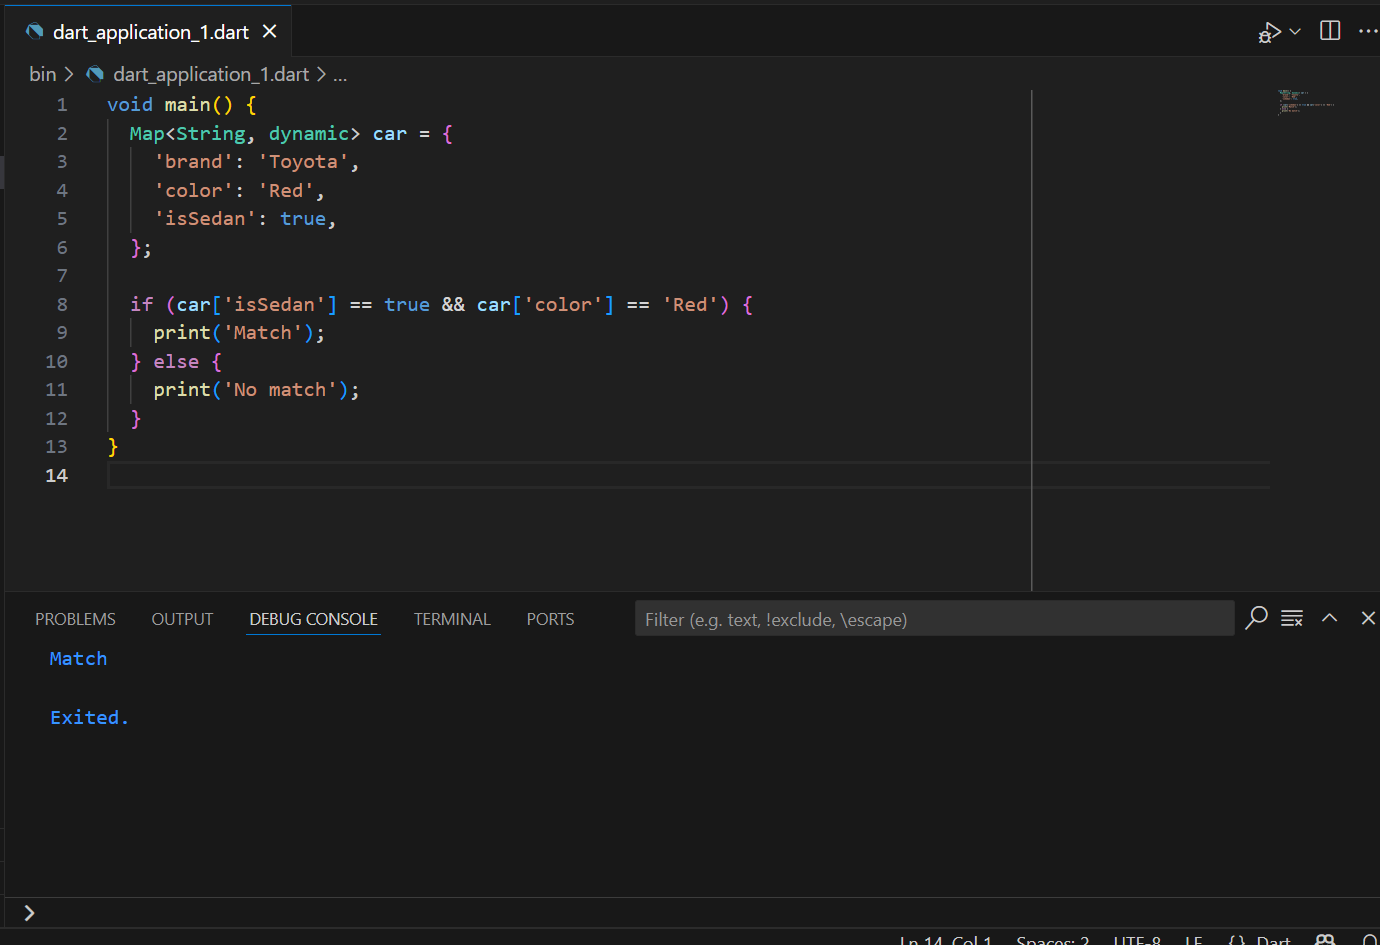 dart_application_1.dart
bin > dart_application_1.dart > ...
1 void main() {
2   Map<String, dynamic> car = {
3     'brand': 'Toyota',
4     'color': 'Red',
5     'isSedan': true,
6   };
7
8   if (car['isSedan'] == true && car['color'] == 'Red') {
9     print('Match');
10   } else {
11     print('No match');
12   }
13 }
14
PROBLEMS OUTPUT DEBUG CONSOLE TERMINAL PORTS Filter (e.g. text, !exclude, \escape)
Match
Exited.
Ln 14, Col 1 Spaces: 2 UTF-8 LF {} Dart